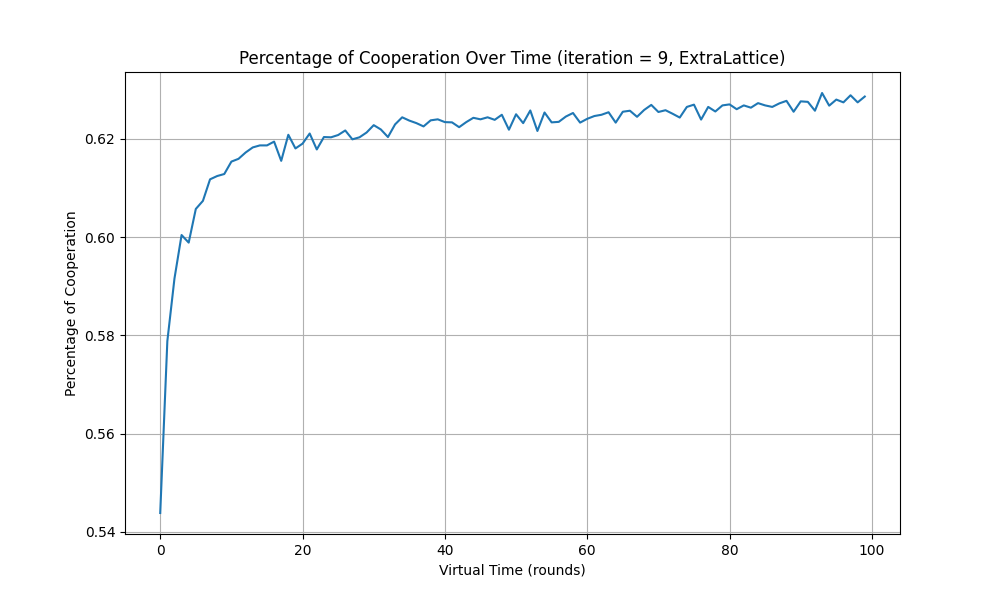 Percentage of Cooperation Over Time (iteration = 9, ExtraLattice)
Percentage of Cooperation
0.62
0.60
0.58
0.56
0.54
0 20 40 60 80 100
Virtual Time (rounds)